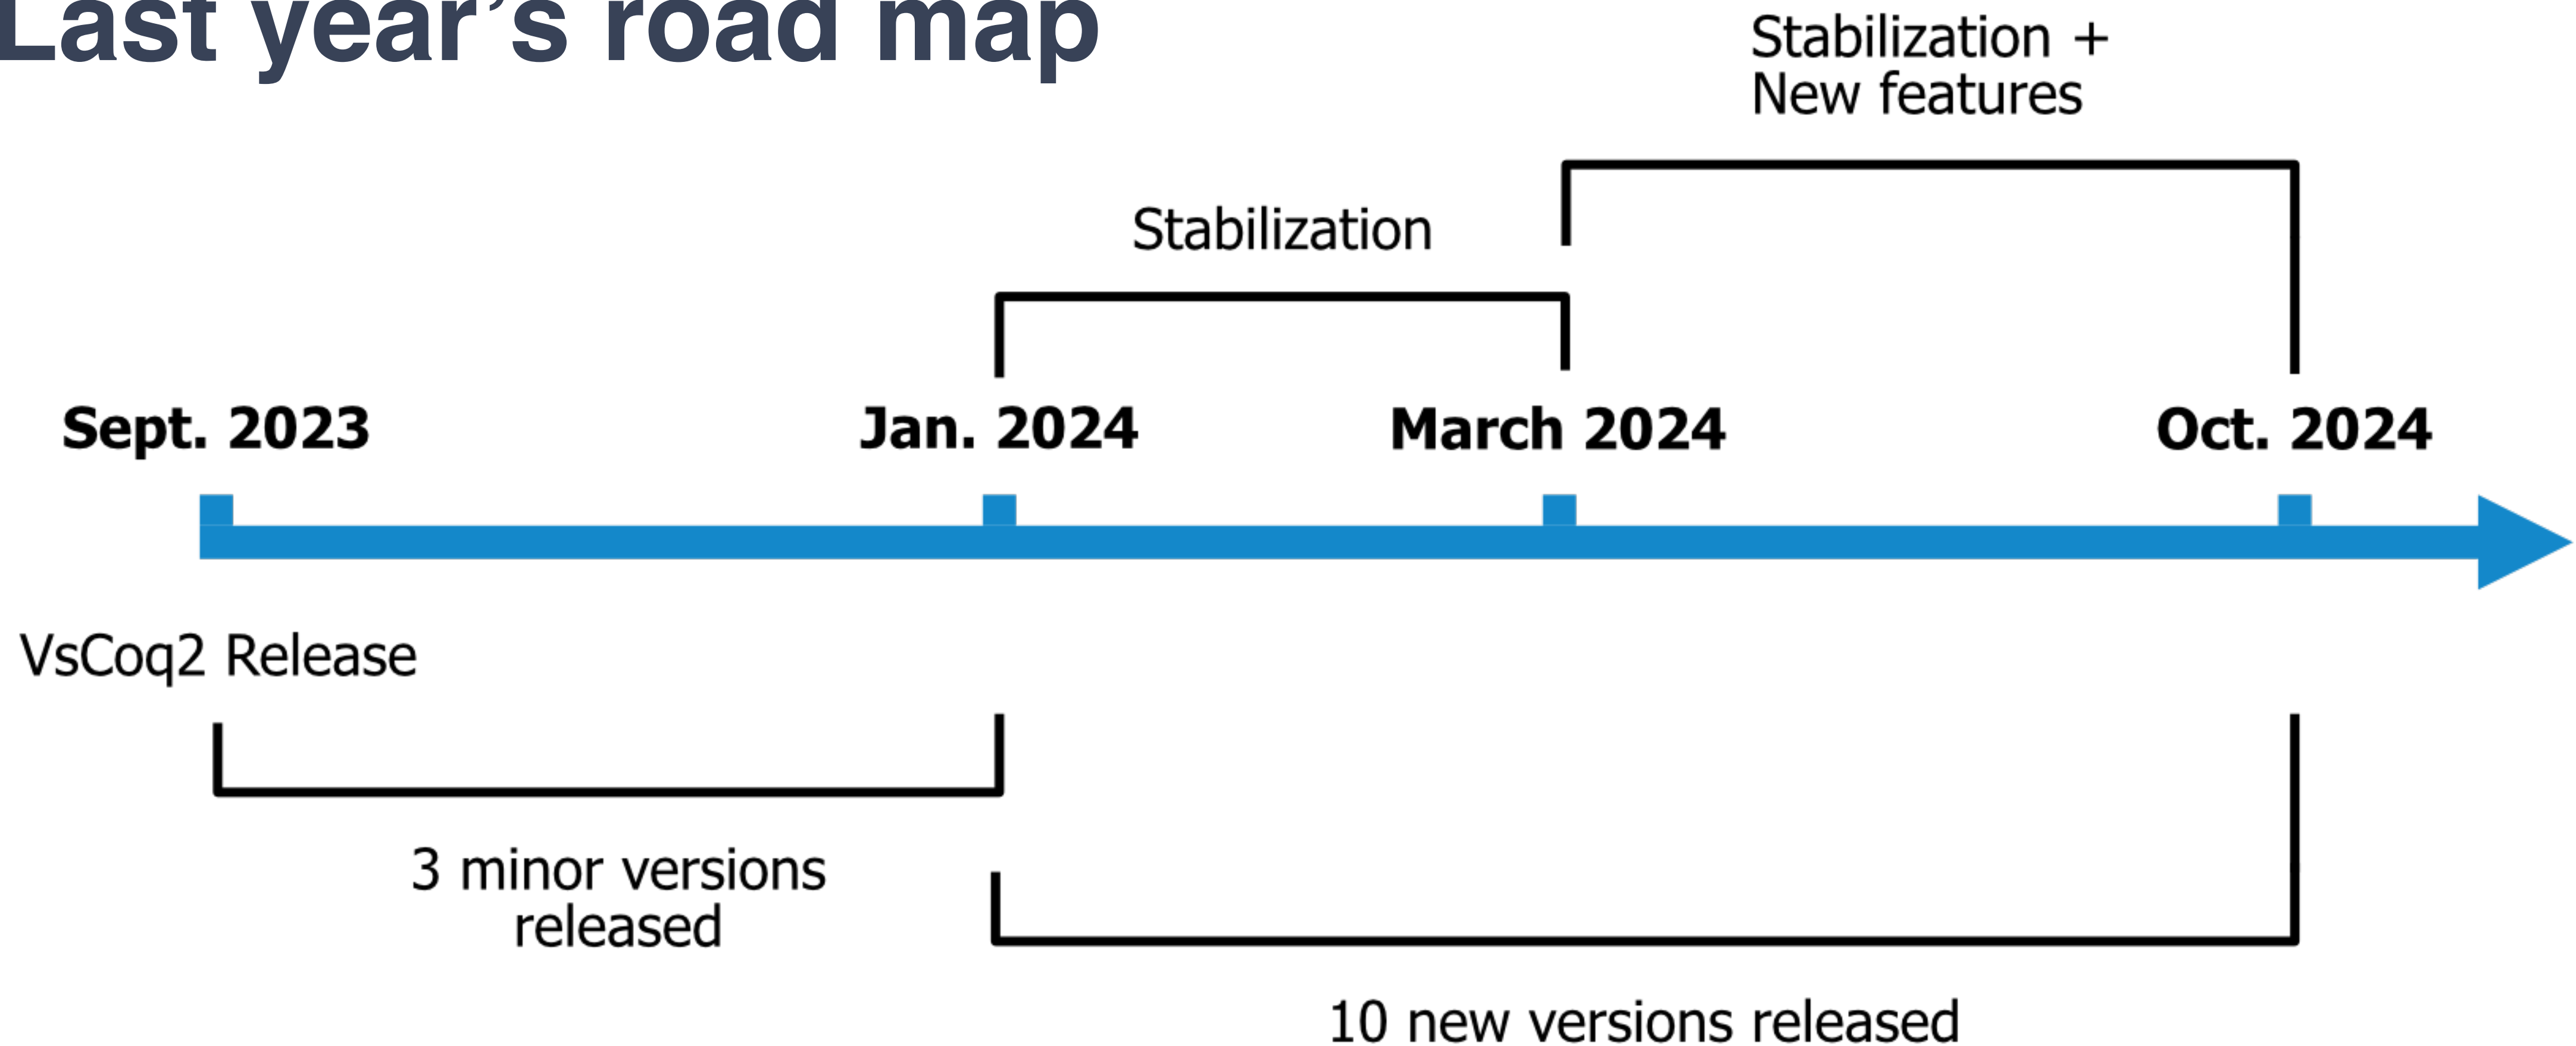 Last year's road map
Stabilization +
New features
Stabilization
Sept. 2023
Jan. 2024
March 2024
Oct. 2024
VsCoq2 Release
3 minor versions
released
10 new versions released